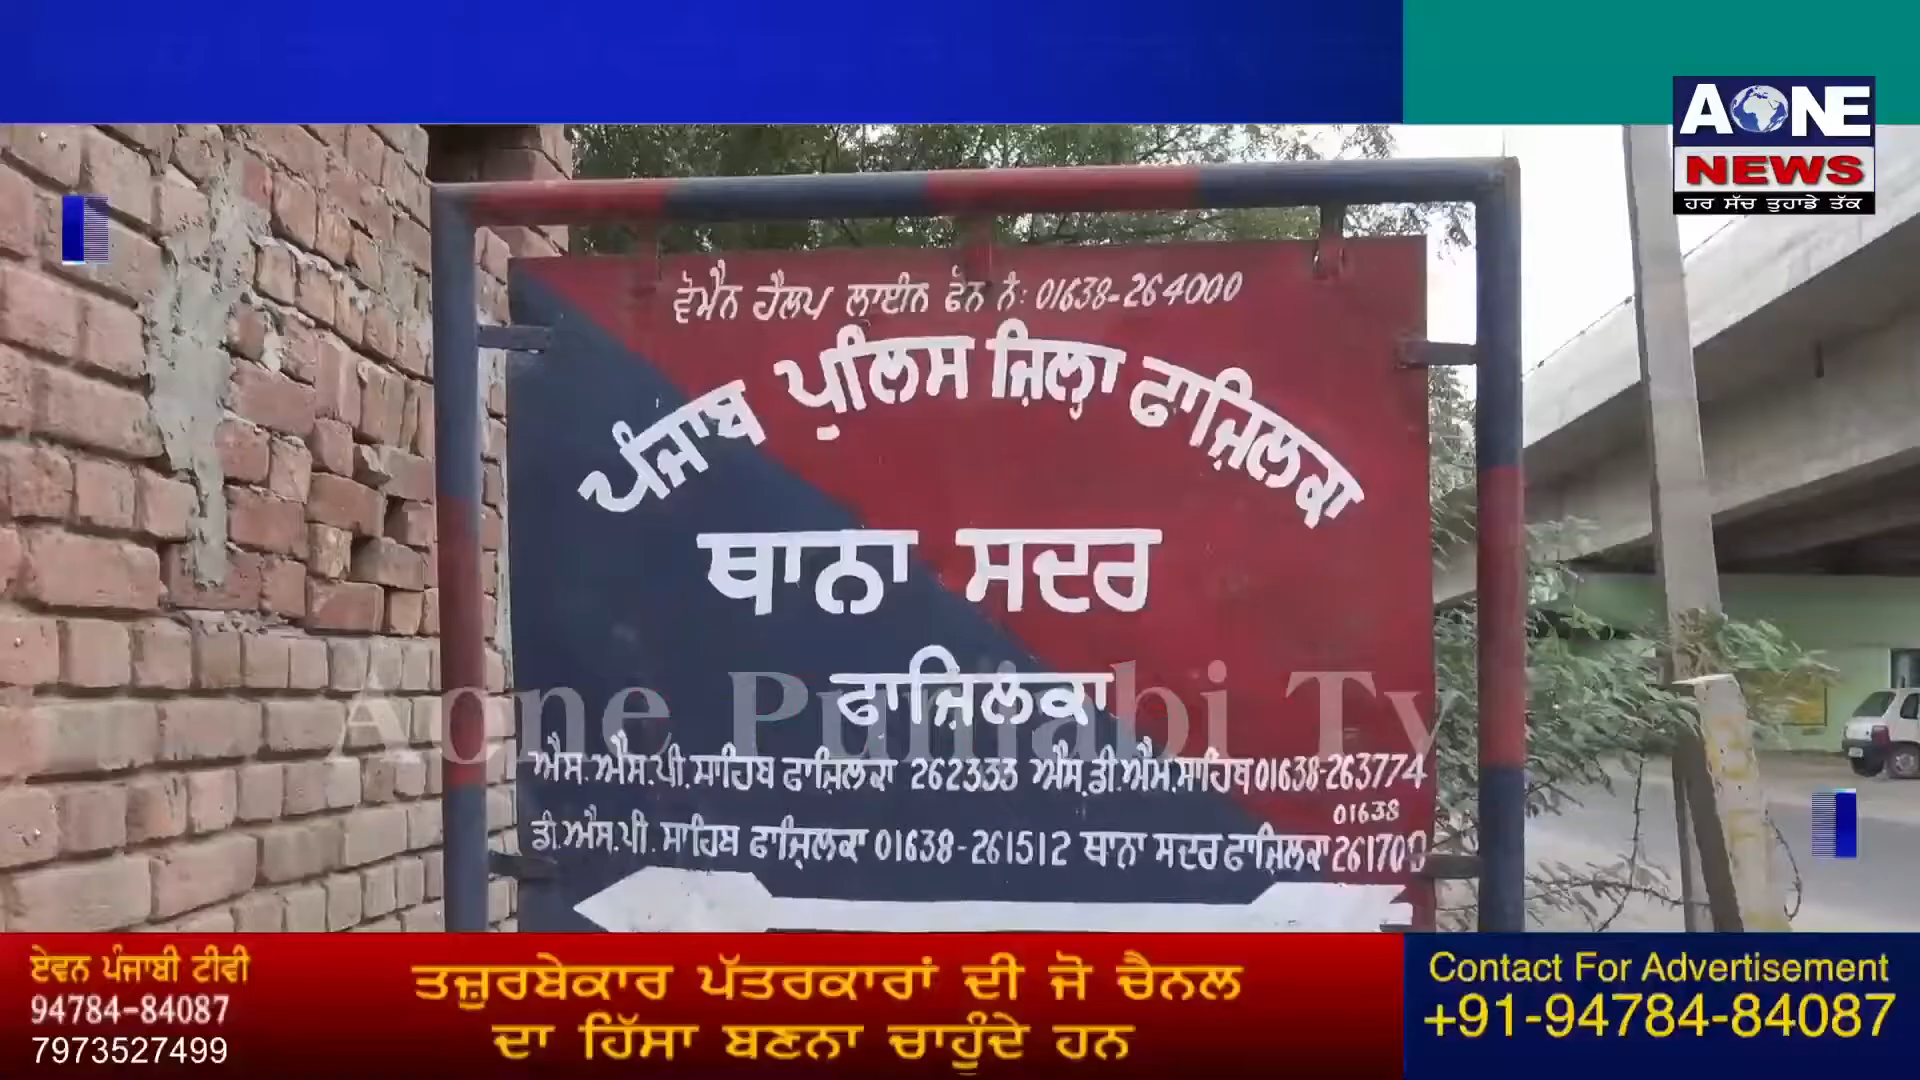 AONE
NEWS
ਹਰ ਸੱਚ ਤੁਹਾਡੇ ਤੱਕ
ਵੋਮੈਨ ਹੈਲਪ ਲਾਈਨ ਫੋਨ ਨੰ: 01638-264000
ਪੰਜਾਬ ਪੁਲਿਸ ਜ਼ਿਲ੍ਹਾ ਫਾਜ਼ਿਲਕਾ
ਥਾਨਾ ਸਦਰ
ਫਾਜ਼ਿਲਕਾ
Aone Punjabi Tv
ਐਸ.ਐਸ.ਪੀ.ਸਾਹਿਬ ਫਾਜ਼ਿਲਕਾ 262333 ਐਸ.ਡੀ.ਐਮ.ਸਾਹਿਬ 01638-263774
01638
ਡੀ.ਐਸ.ਪੀ. ਸਾਹਿਬ ਫਾਜ਼ਿਲਕਾ 01638-261512 ਥਾਨਾ ਸਦਰ ਫਾਜ਼ਿਲਕਾ
ਏਵਨ ਪੰਜਾਬੀ ਟੀਵੀ
94784-84087
7973527499
ਤਜ਼ੁਰਬੇਕਾਰ ਪੱਤਰਕਾਰਾਂ ਦੀ ਜੋ ਚੈਨਲ
ਦਾ ਹਿੱਸਾ ਬਣਨਾ ਚਾਹੁੰਦੇ ਹਨ
Contact For Advertisement
+91-94784-84087